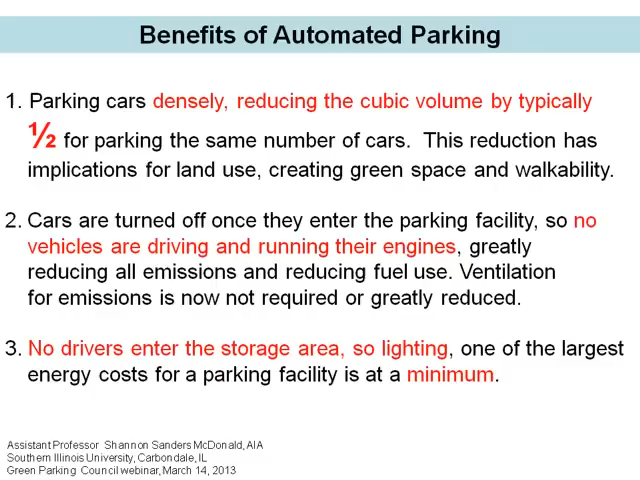 Benefits of Automated Parking
1. Parking cars densely, reducing the cubic volume by typically
½ for parking the same number of cars. This reduction has
implications for land use, creating green space and walkability.
2. Cars are turned off once they enter the parking facility, so no
vehicles are driving and running their engines, greatly
reducing all emissions and reducing fuel use. Ventilation
for emissions is now not required or greatly reduced.
3. No drivers enter the storage area, so lighting, one of the largest
energy costs for a parking facility is at a minimum.
Assistant Professor Shannon Sanders McDonald, AIA
Southern Illinois University, Carbondale, IL
Green Parking Council webinar, March 14, 2013